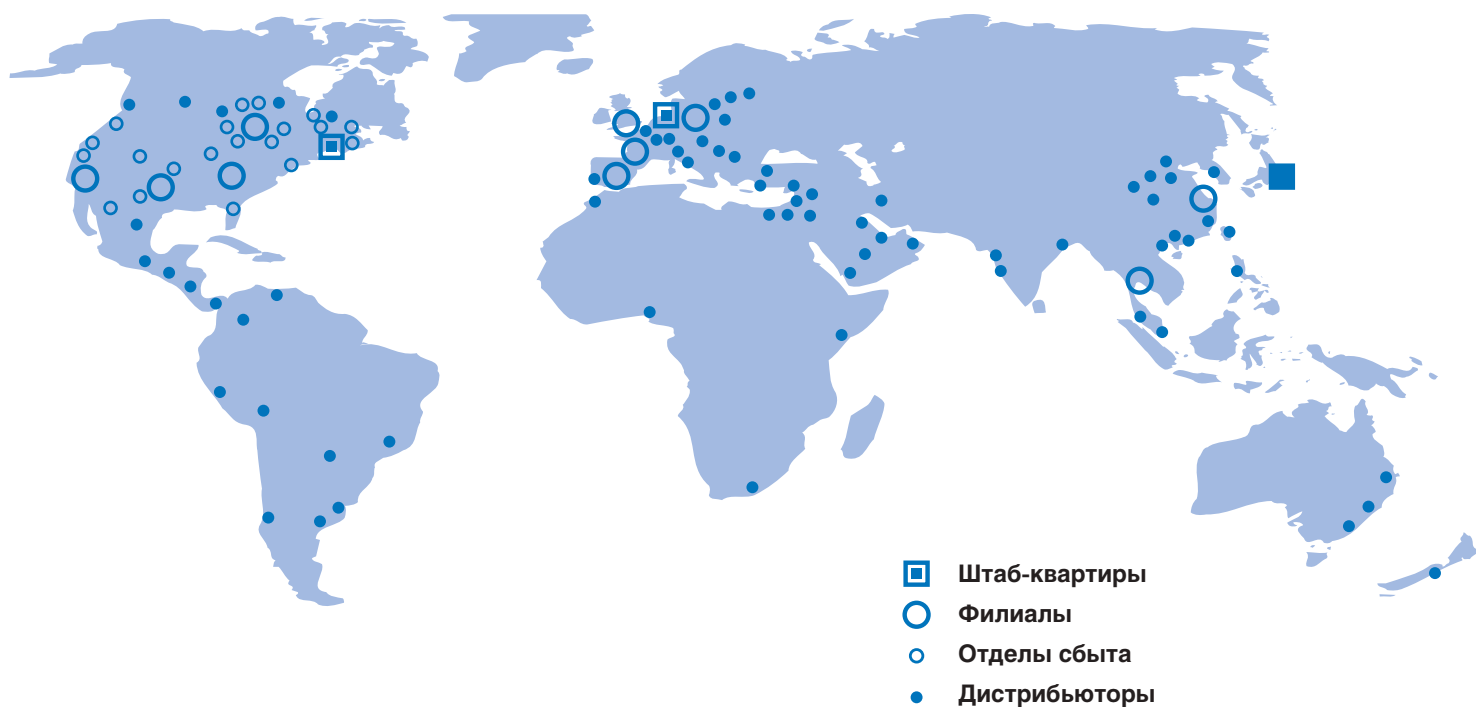 Штаб-квартиры
Филиалы
Отделы сбыта
Дистрибьюторы